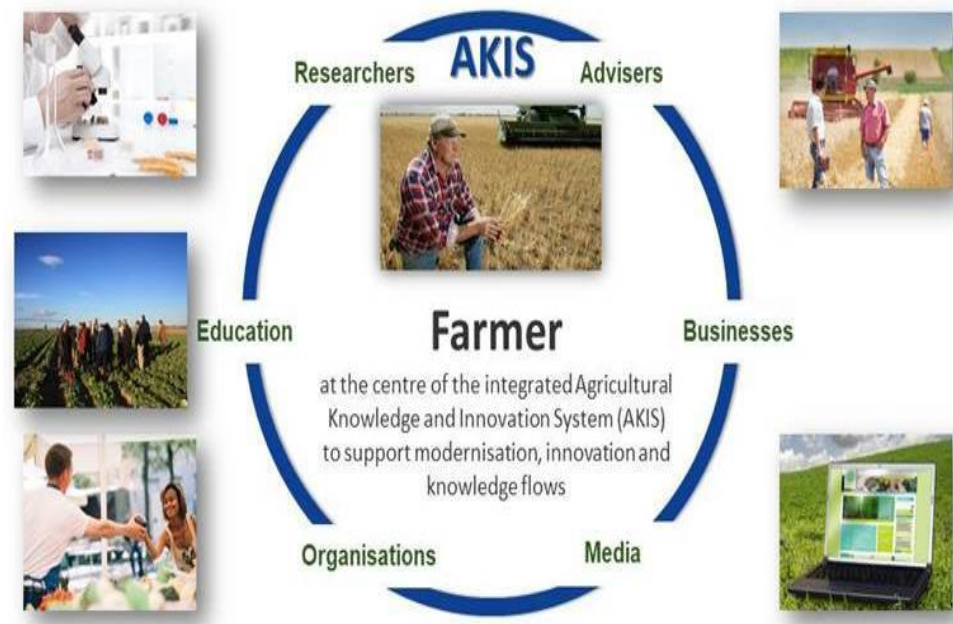 AKIS
Researchers
Advisers
Education
Farmer
Businesses
at the centre of the integrated Agricultural
Knowledge and Innovation System (AKIS)
to support modernisation, innovation and
knowledge flows
Organisations
Media